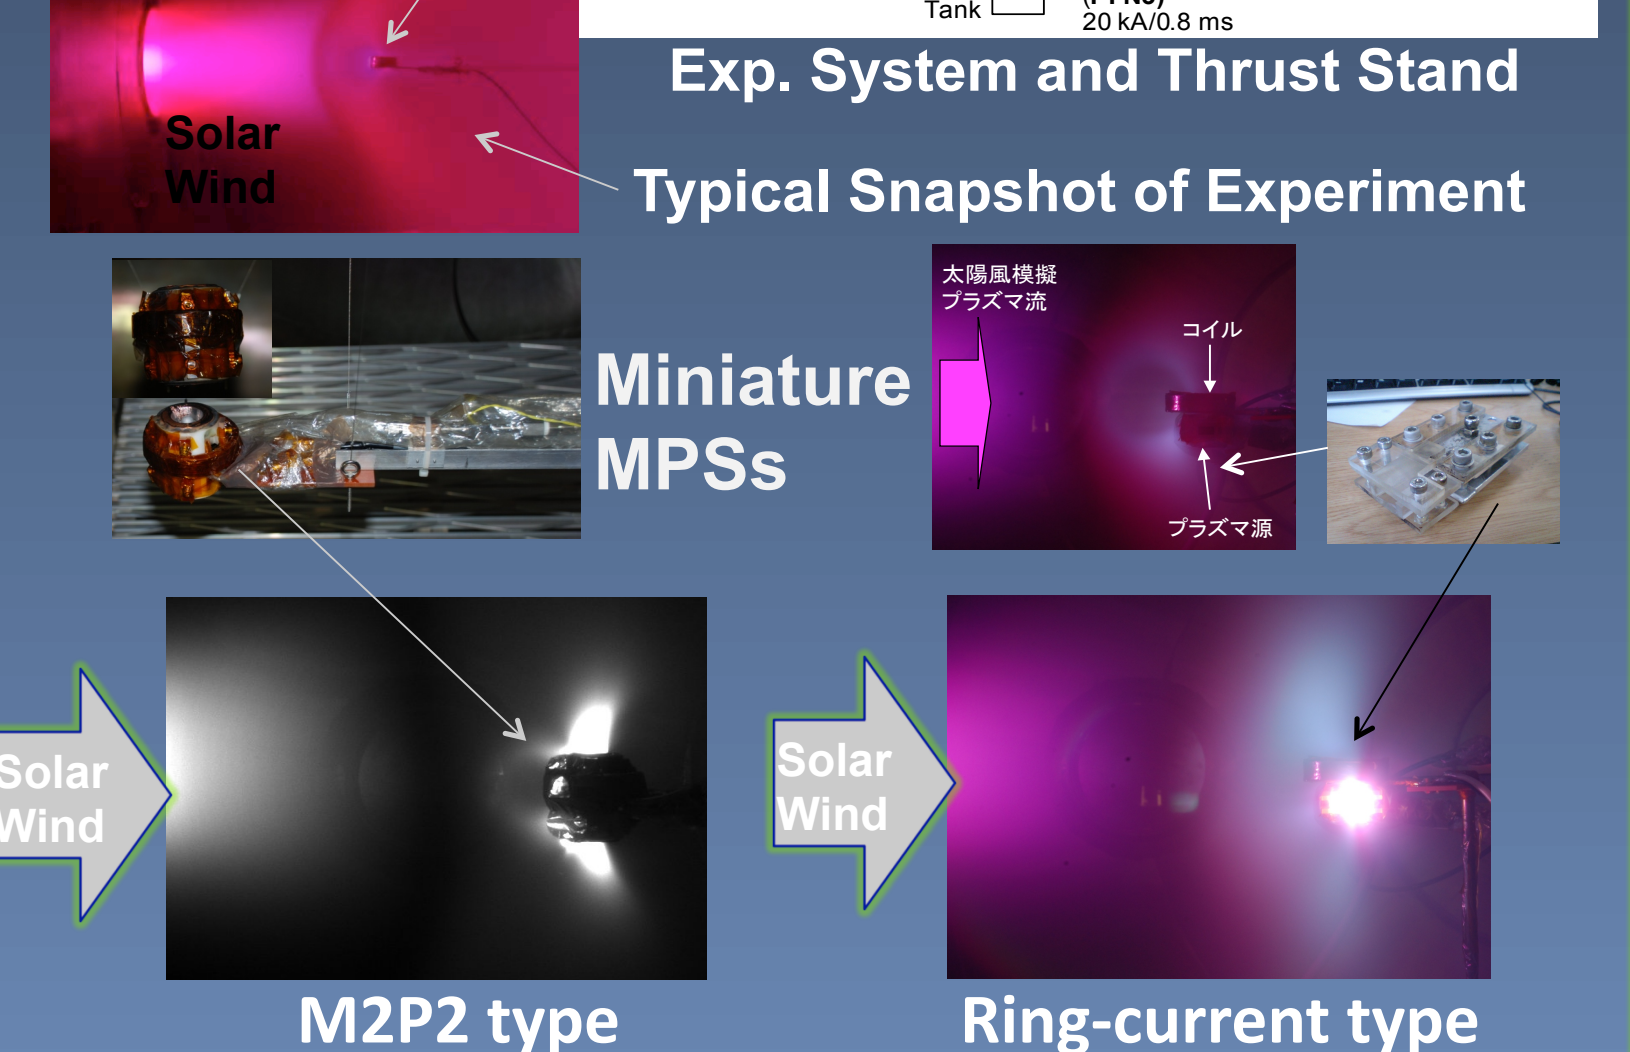 Tank
(PFN3)
20 kA/0.8 ms
Exp. System and Thrust Stand
Solar
Wind
Typical Snapshot of Experiment
太陽風模擬
プラズマ流
コイル
Miniature
MPSs
プラズマ源
Solar
Wind
Solar
Wind
M2P2 type
Ring-current type